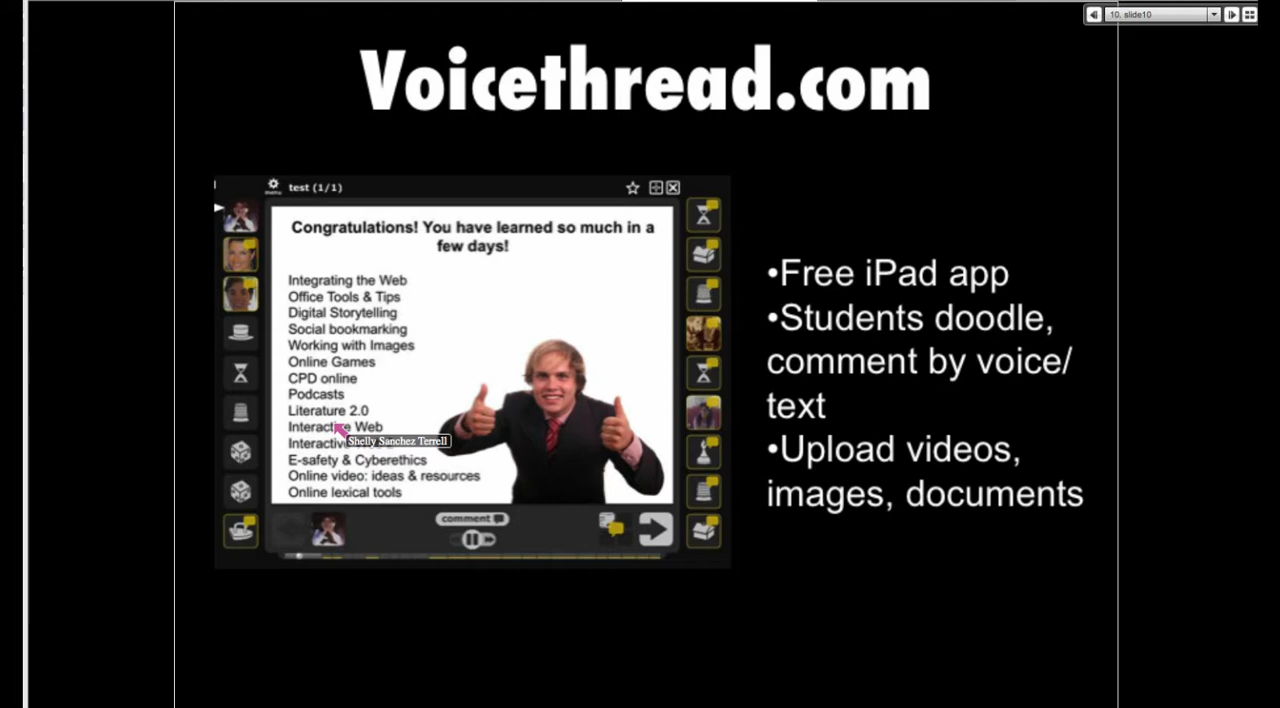 10. slide10
Voicethread.com
menu
test (1/1)
Congratulations! You have learned so much in a
few days!
Integrating the Web
Office Tools & Tips
Digital Storytelling
Social bookmarking
Working with Images
Online Games
CPD online
Podcasts
Literature 2.0
Interactive Web
Shelly Sanchez Terrell
Interactive
E-safety & Cyberethics
Online video: ideas & resources
Online lexical tools
comment
•Free iPad app
•Students doodle,
comment by voice/
text
•Upload videos,
images, documents